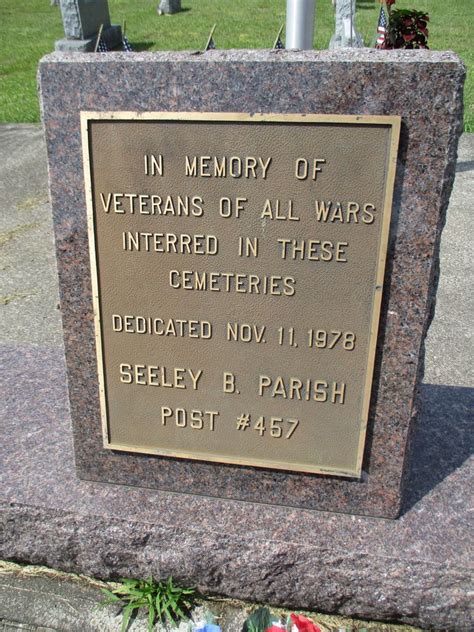 IN MEMORY OF
VETERANS OF ALL WARS
INTERRED IN THESE
CEMETERIES
DEDICATED NOV. 11, 1978
SEELEY B. PARISH
POST #457